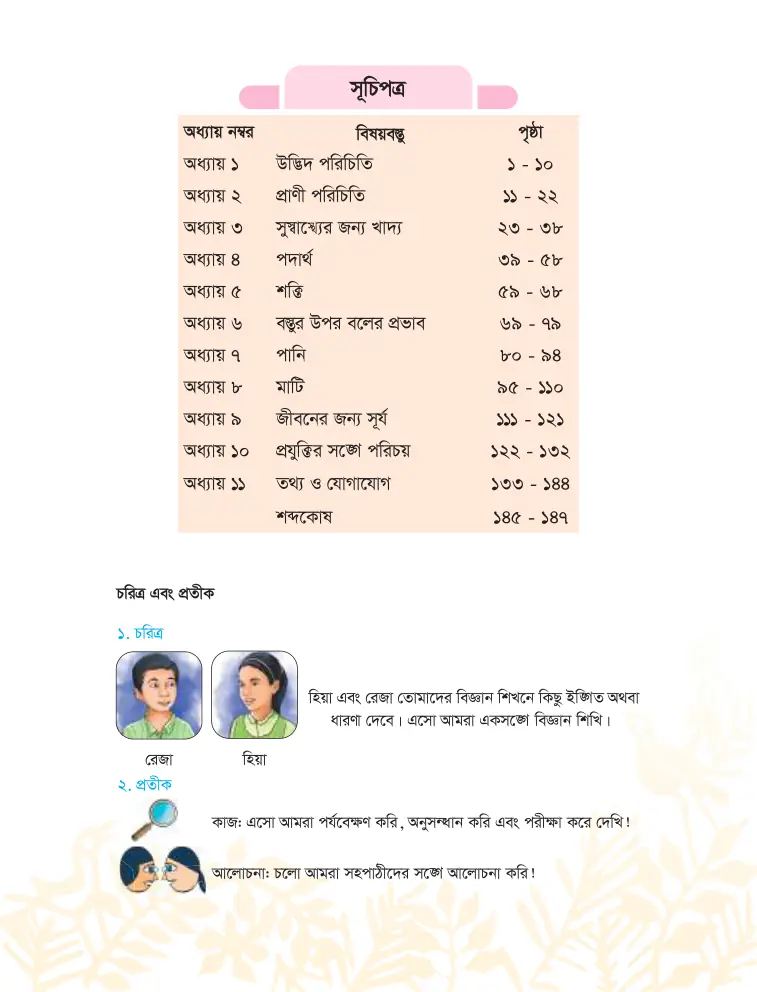 সূচিপত্র
অধ্যায় নম্বর বিষয়বস্তু পৃষ্ঠা
অধ্যায় ১ উদ্ভিদ পরিচিতি ১ - ১০
অধ্যায় ২ প্রাণী পরিচিতি ১১ - ২২
অধ্যায় ৩ সুস্বাস্থ্যের জন্য খাদ্য ২৩ - ৩৮
অধ্যায় ৪ পদার্থ ৩৯ - ৫৮
অধ্যায় ৫ শক্তি ৫৯ - ৬৮
অধ্যায় ৬ বস্তুর উপর বলের প্রভাব ৬৯ - ৭৯
অধ্যায় ৭ পানি ৮০ - ৯৪
অধ্যায় ৮ মাটি ৯৫ - ১১০
অধ্যায় ৯ জীবনের জন্য সূর্য ১১১ - ১২১
অধ্যায় ১০ প্রযুক্তির সঙ্গে পরিচয় ১২২ - ১৩২
অধ্যায় ১১ তথ্য ও যোগাযোগ ১৩৩ - ১৪৪
শব্দকোষ ১৪৫ - ১৪৭
চরিত্র এবং প্রতীক
১. চরিত্র
হিয়া এবং রেজা তোমাদের বিজ্ঞান শিখনে কিছু ইঙ্গিত অথবা
ধারণা দেবে। এসো আমরা একসঙ্গে বিজ্ঞান শিখি।
রেজা হিয়া
২. প্রতীক
কাজ: এসো আমরা পর্যবেক্ষণ করি, অনুসন্ধান করি এবং পরীক্ষা করে দেখি!
আলোচনা: চলো আমরা সহপাঠীদের সঙ্গে আলোচনা করি!